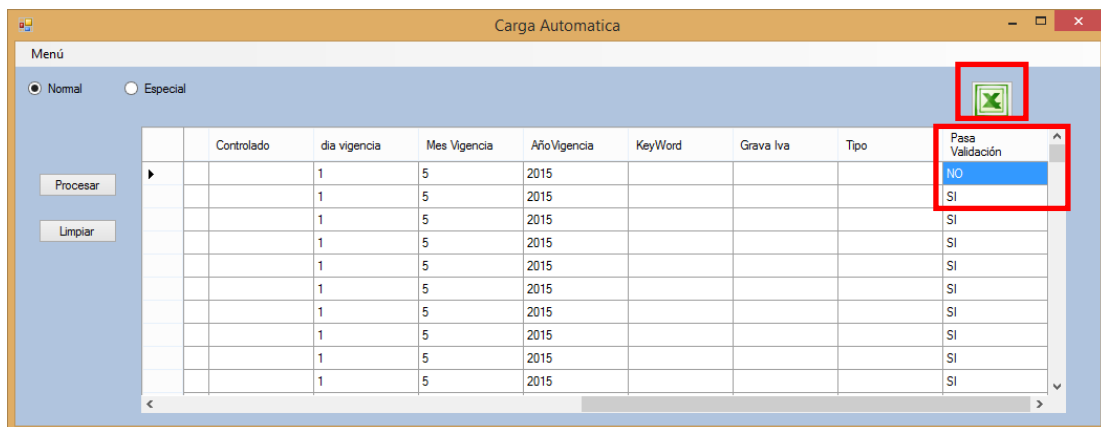 Carga Automatica
Menú
Normal Especial
Controlado dia vigencia Mes Vigencia AñoVigencia KeyWord Grava Iva Tipo Pasa Validación
1 5 2015 NO
1 5 2015 SI
1 5 2015 SI
1 5 2015 SI
1 5 2015 SI
1 5 2015 SI
1 5 2015 SI
1 5 2015 SI
1 5 2015 SI
1 5 2015 SI
Procesar
Limpiar